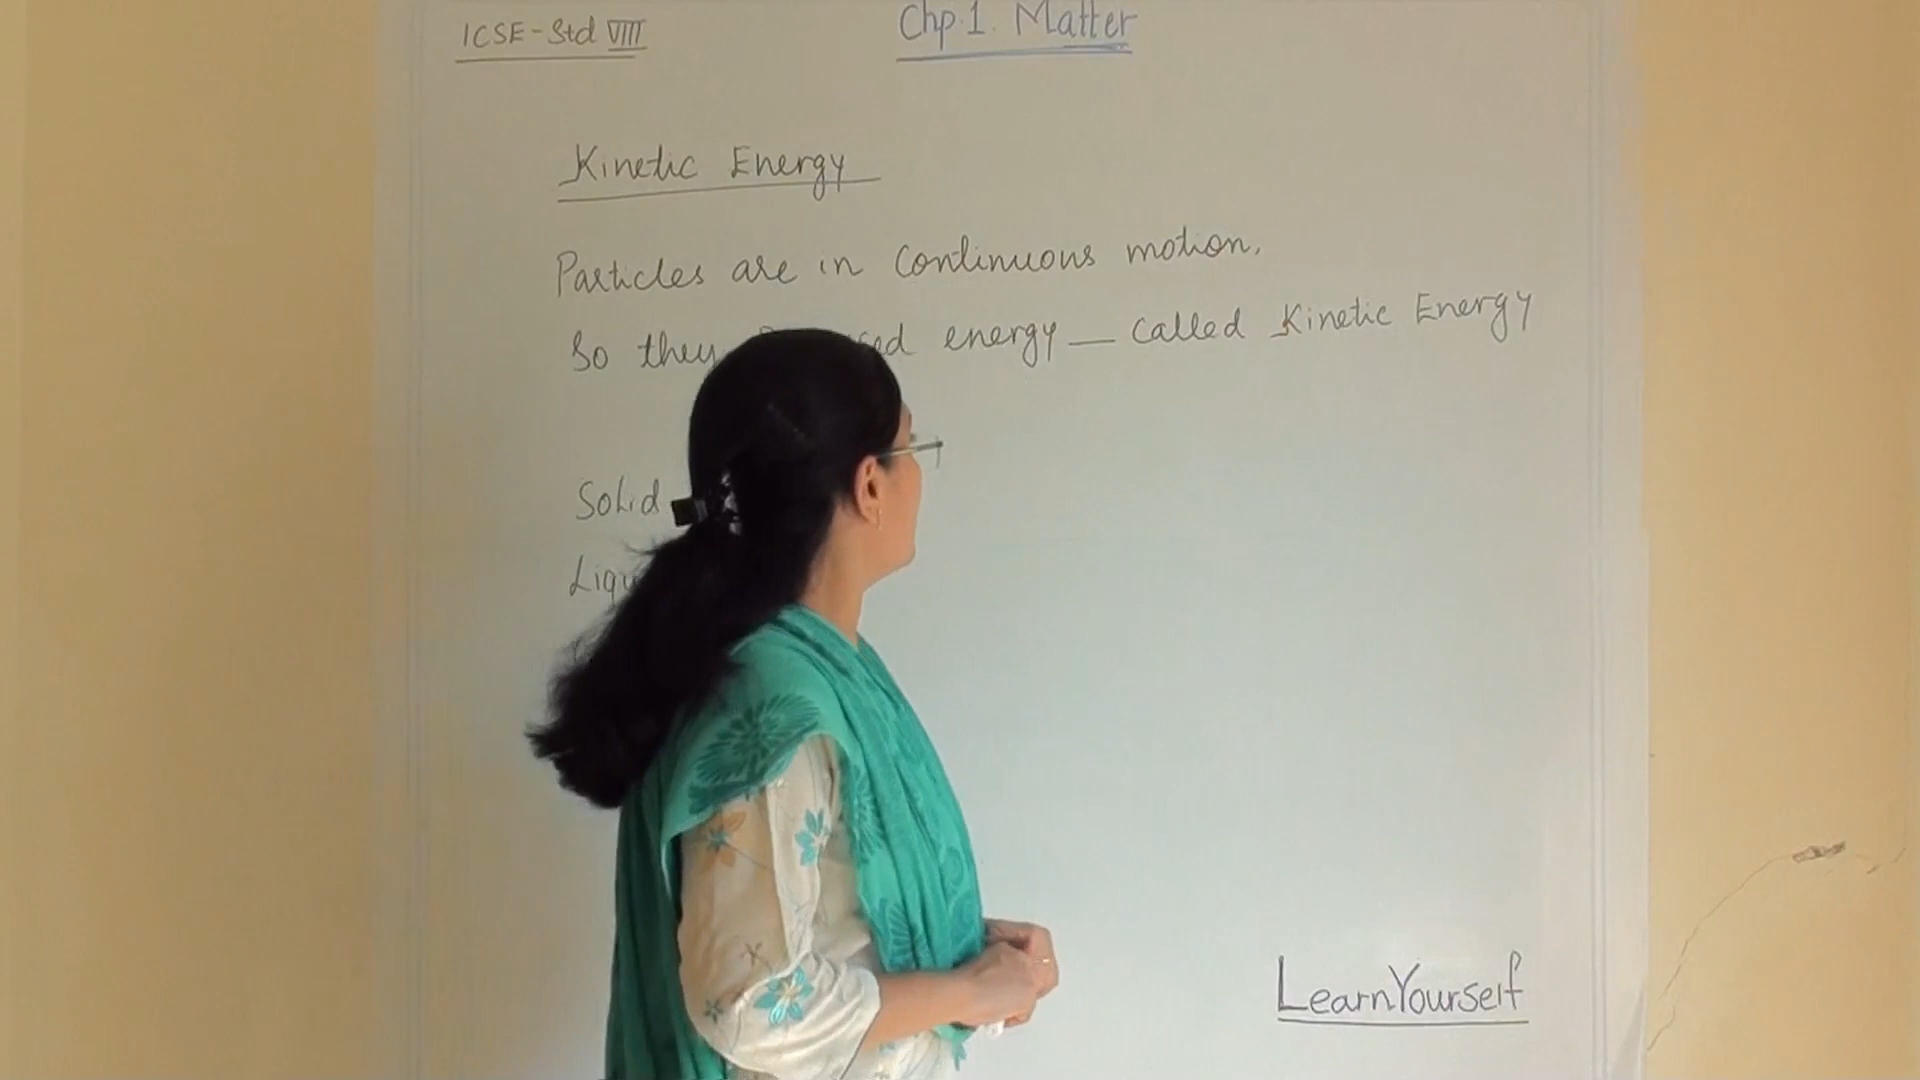 ICSE - Std VIII
Chp. 1. Matter
Kinetic Energy
Particles are in continuous motion.
So they energy — called Kinetic Energy
Solid
LearnYourself